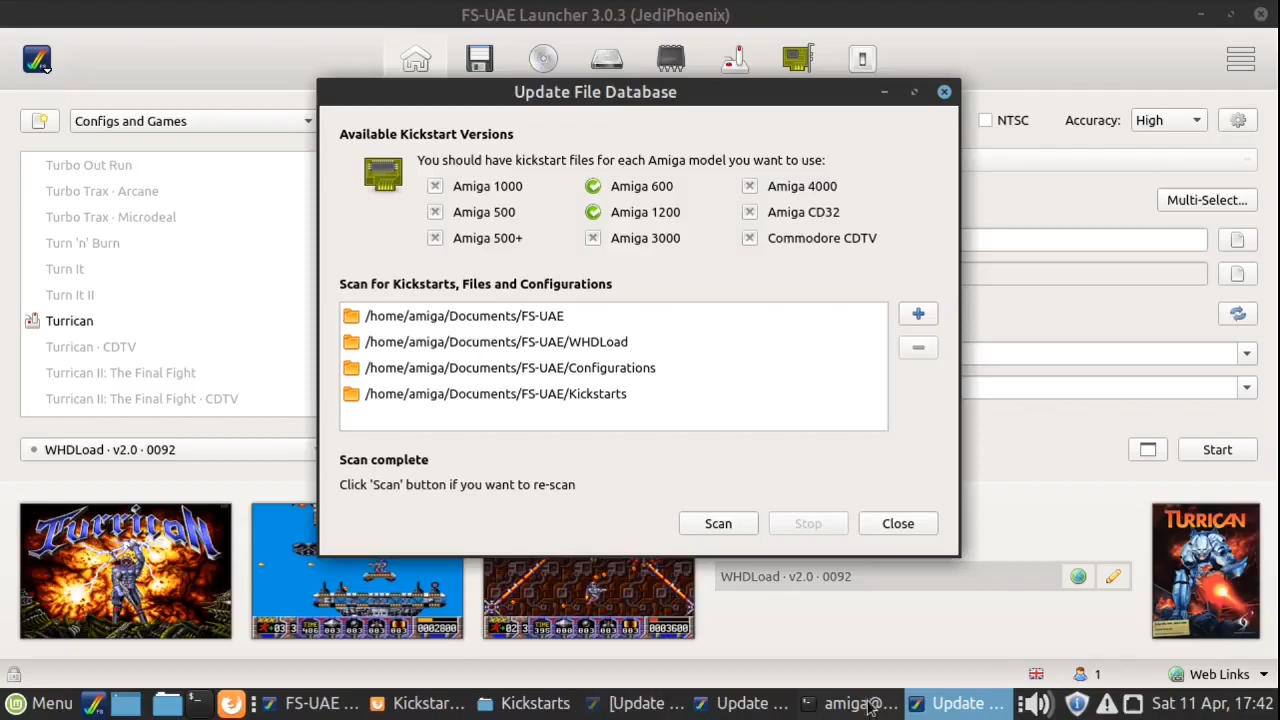 FS-UAE Launcher 3.0.3 (JediPhoenix)
Update File Database
Configs and Games
NTSC
Accuracy:
High
Turbo Out Run
Turbo Trax · Arcane
Turbo Trax · Microdeal
Turn 'n' Burn
Turn It
Turn It II
Turrican
Turrican · CDTV
Turrican II: The Final Fight
Turrican II: The Final Fight · CDTV
WHDLoad · v2.0 · 0092
Available Kickstart Versions
You should have kickstart files for each Amiga model you want to use:
Amiga 1000
Amiga 600
Amiga 4000
Amiga 500
Amiga 1200
Amiga CD32
Amiga 500+
Amiga 3000
Commodore CDTV
Scan for Kickstarts, Files and Configurations
/home/amiga/Documents/FS-UAE
/home/amiga/Documents/FS-UAE/WHDLoad
/home/amiga/Documents/FS-UAE/Configurations
/home/amiga/Documents/FS-UAE/Kickstarts
Scan complete
Click 'Scan' button if you want to re-scan
Scan
Stop
Close
Multi-Select...
Start
Turrican
0002800
0003600
WHDLoad · v2.0 · 0092
TURRICAN
1
Web Links
Menu
FS-UAE ...
Kickstar...
Kickstarts
[Update ...
Update ...
amiga@...
Update ...
Sat 11 Apr, 17:42